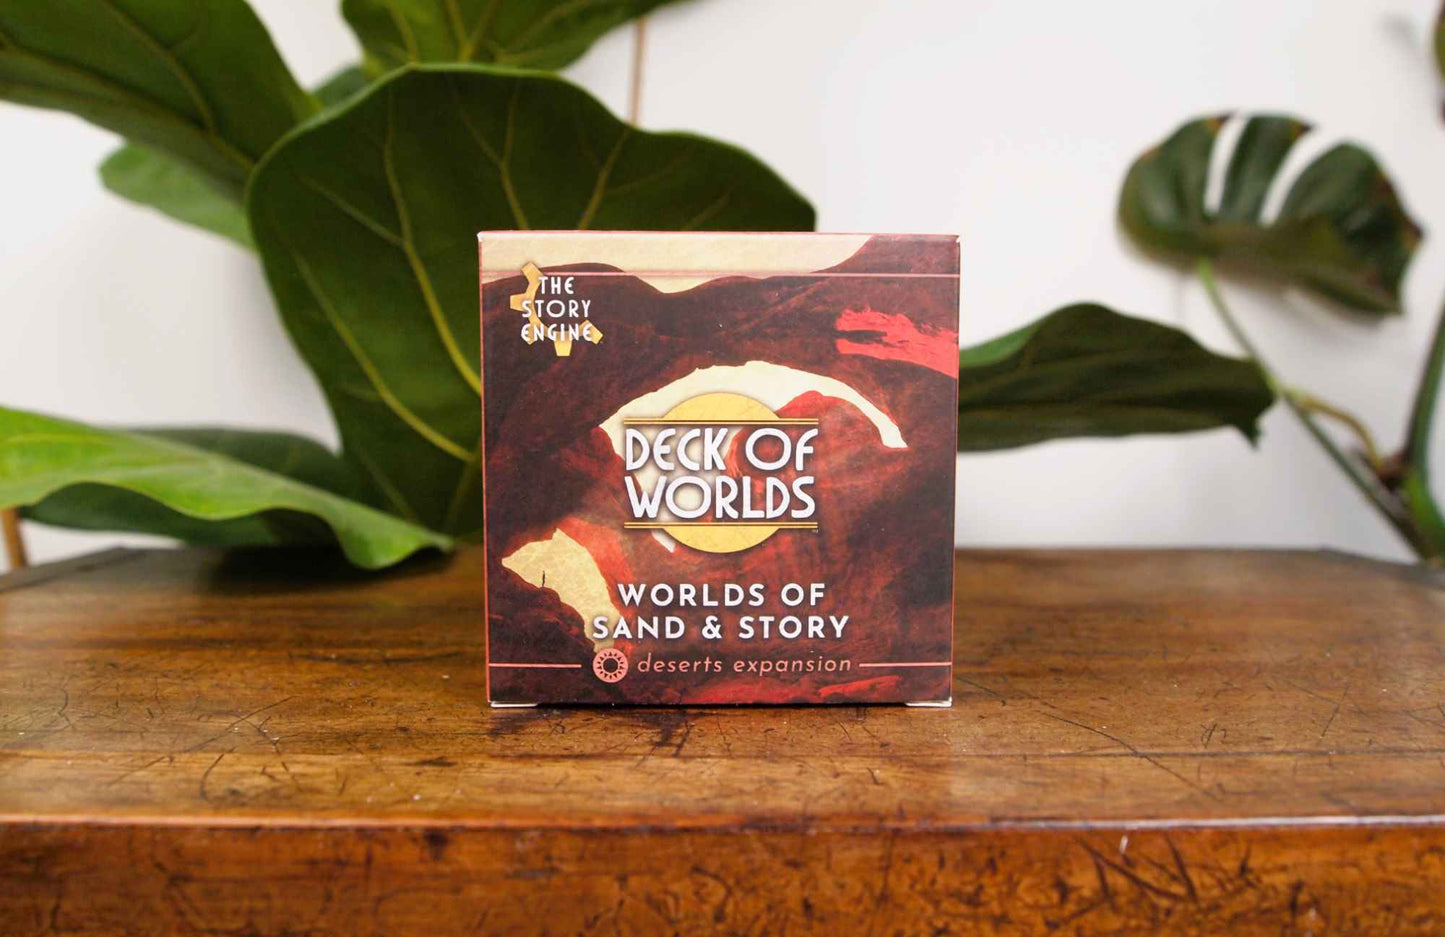 THE
STORY
ENGINE
DECK OF
WORLDS
WORLDS OF
SAND & STORY
deserts expansion